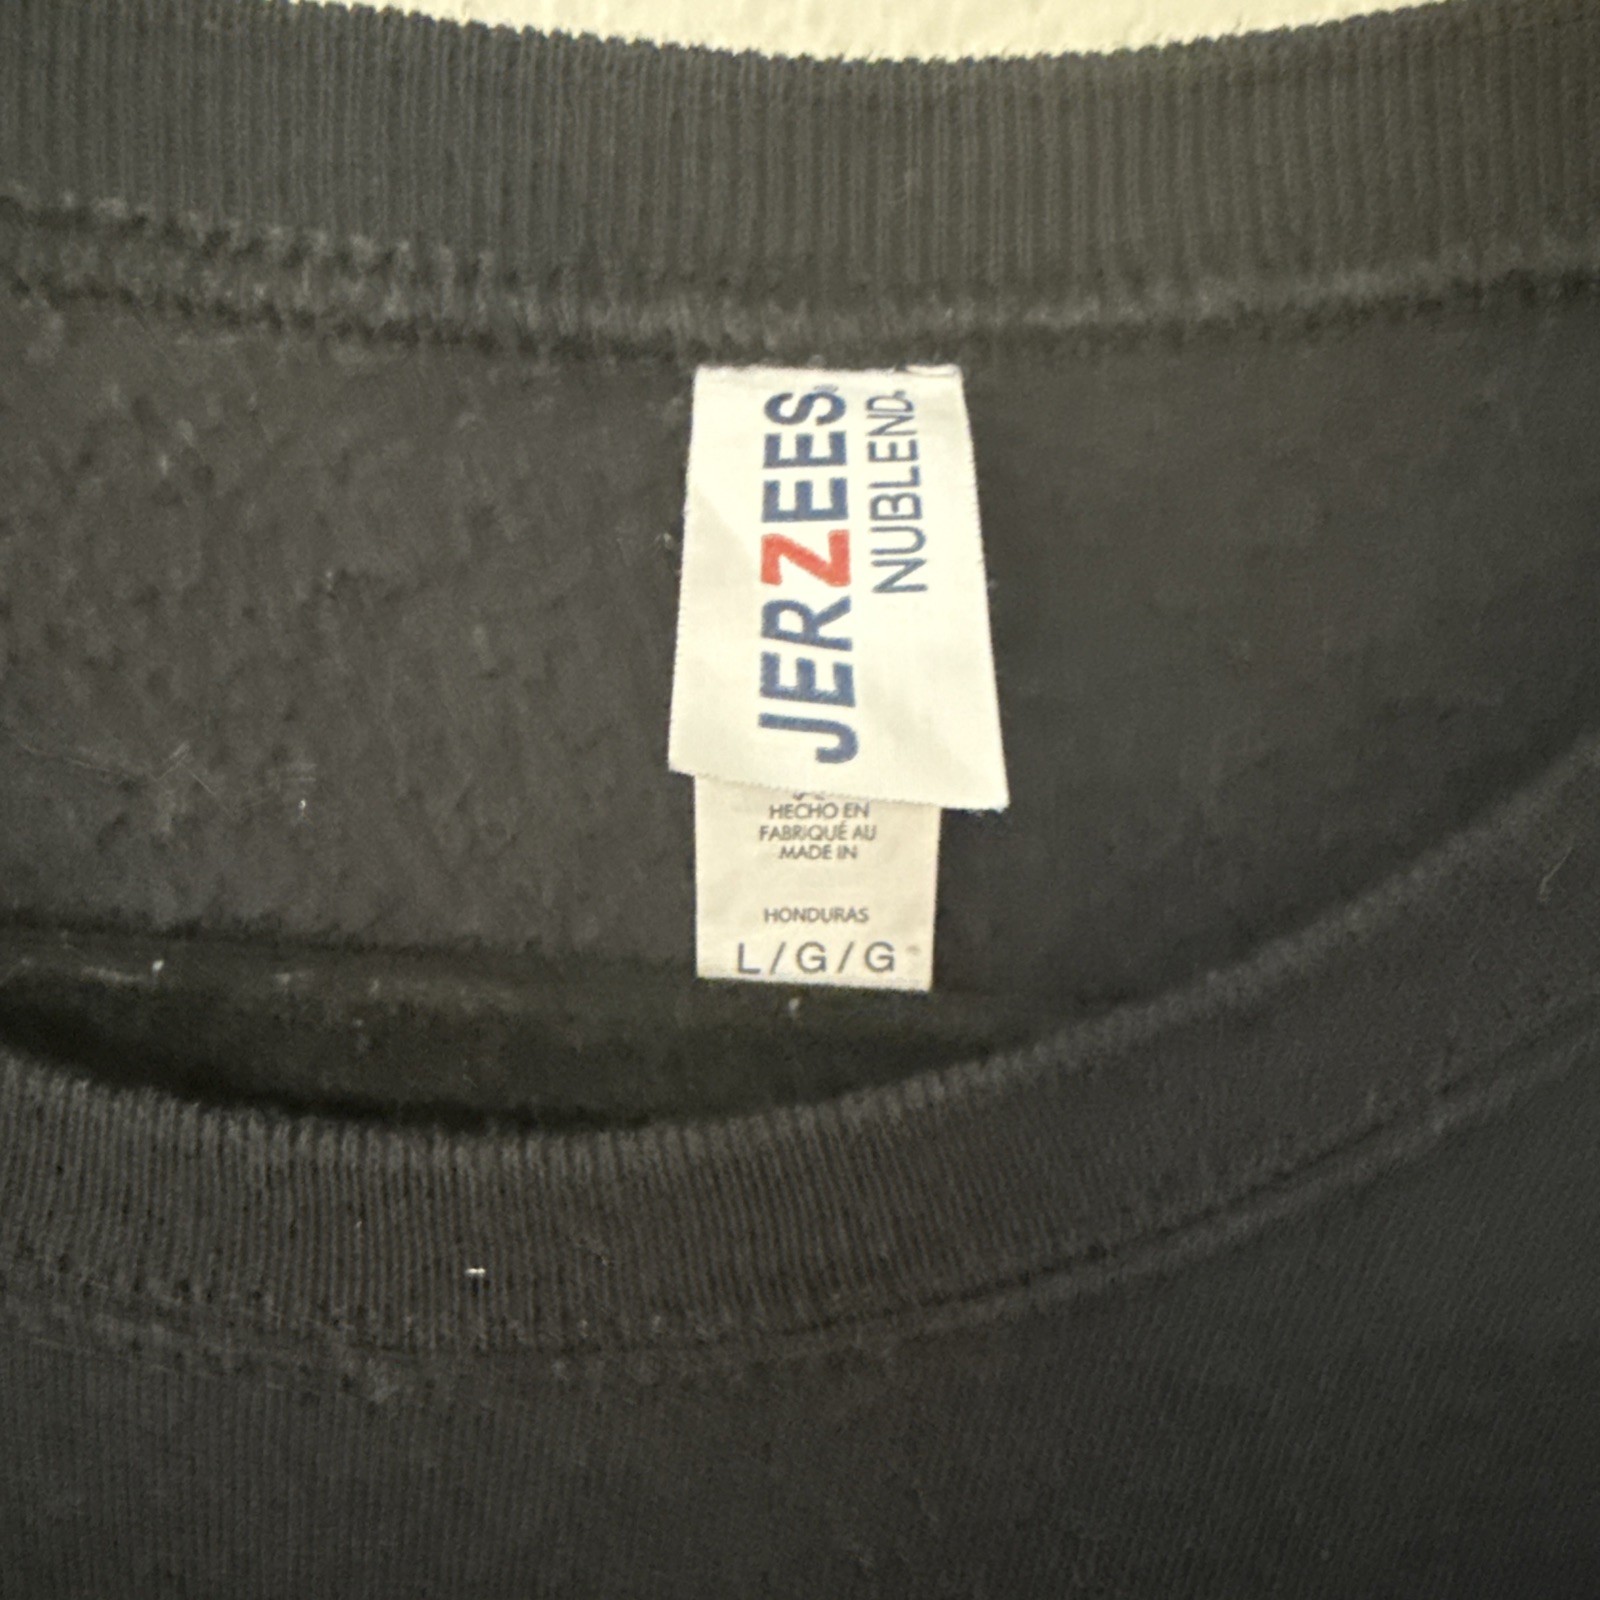 JERZEES®
NUBLEND®
HECHO EN
FABRIQUÉ AU
MADE IN
HONDURAS
L/G/G